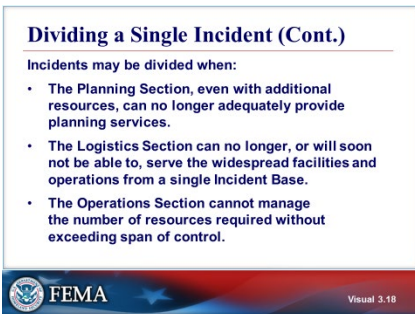 Dividing a Single Incident (Cont.)
Incidents may be divided when:
• The Planning Section, even with additional
resources, can no longer adequately provide
planning services.
• The Logistics Section can no longer, or will soon
not be able to, serve the widespread facilities and
operations from a single Incident Base.
• The Operations Section cannot manage
the number of resources required without
exceeding span of control.
FEMA
Visual 3.18